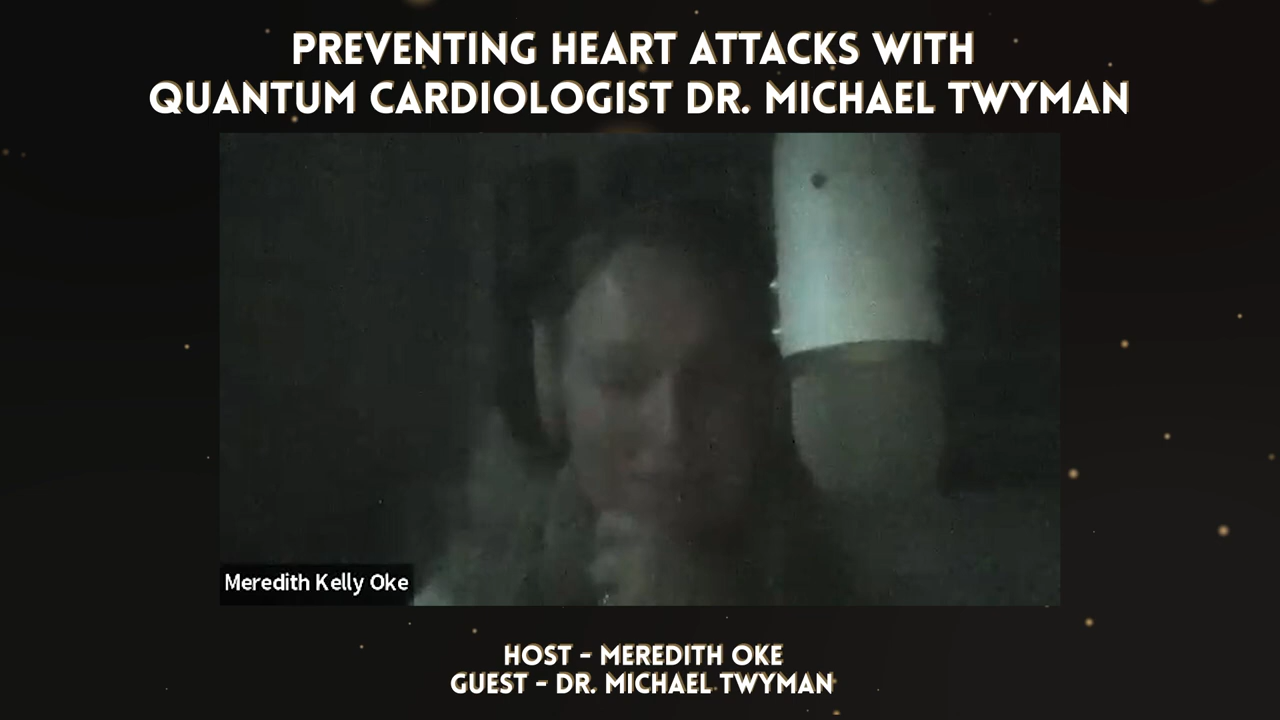 PREVENTING HEART ATTACKS WITH
QUANTUM CARDIOLOGIST DR. MICHAEL TWYMAN
Meredith Kelly Oke
HOST - MEREDITH OKE
GUEST - DR. MICHAEL TWYMAN